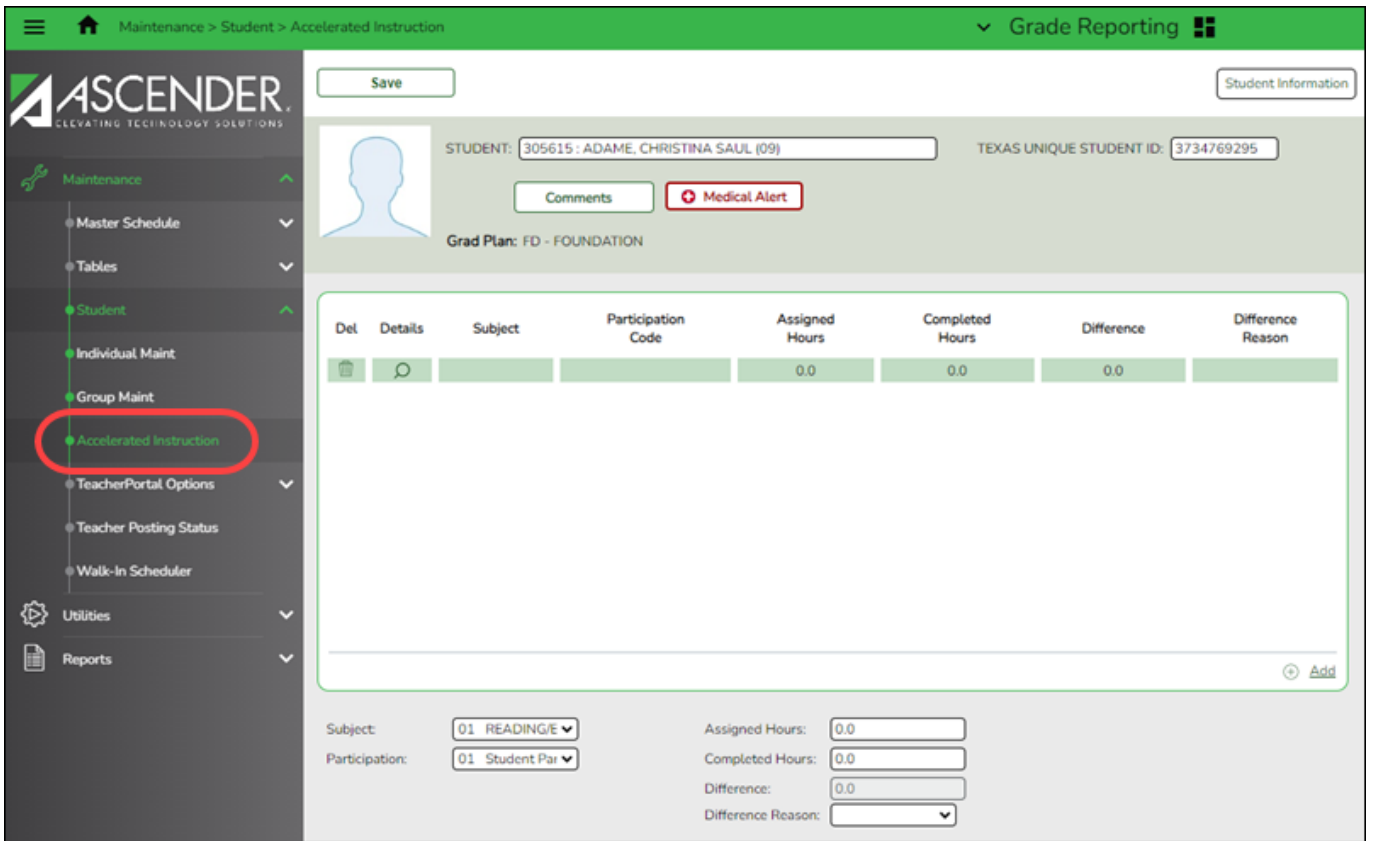 Maintenance > Student > Accelerated Instruction
Grade Reporting
ASCENDER.
ELEVATING TECHNOLOGY SOLUTIONS
Maintenance
Master Schedule
Tables
Student
Individual Maint
Group Maint
Accelerated Instruction
TeacherPortal Options
Teacher Posting Status
Walk-In Scheduler
Utilities
Reports
Save
Student Information
STUDENT: 305615 : ADAME, CHRISTINA SAUL (09)
TEXAS UNIQUE STUDENT ID: 3734769295
Comments
Medical Alert
Grad Plan: FD - FOUNDATION
Del
Details
Subject
Participation
Code
Assigned
Hours
Completed
Hours
Difference
Difference
Reason
0.0
0.0
0.0
Add
Subject: 01 READING/E
Participation: 01 Student Par
Assigned Hours: 0.0
Completed Hours: 0.0
Difference: 0.0
Difference Reason: